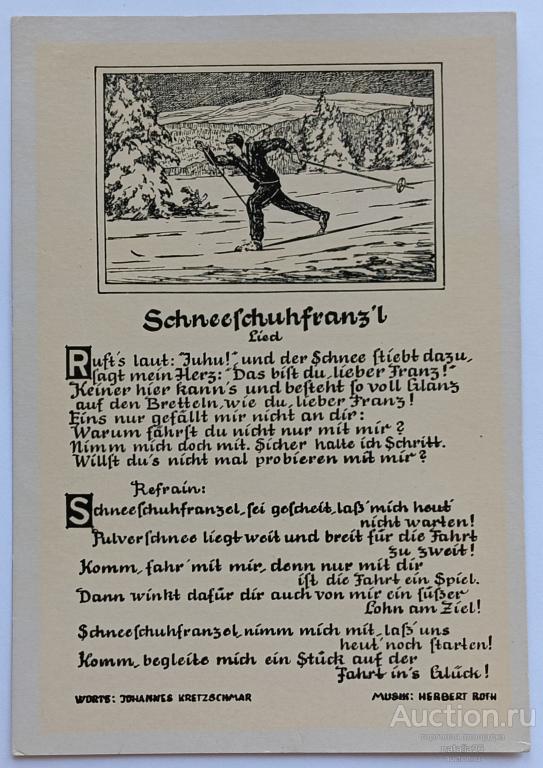 Schneeſchuhfranz'l
Lied
Ruft's laut: "Juhu!", und der Schnee ſtiebt dazu,
ſagt mein Herz: "Das biſt du, lieber Franz!"
Keiner hier kann's und beſteht ſo voll Glanz
auf den Bretteln, wie du, lieber Franz!
Eins nur gefällt mir nicht an dir:
Warum fährſt du nicht nur mit mir?
Nimm mich doch mit. Sicher halte ich Schritt.
Willſt du's nicht mal probieren mit mir?
Refrain:
Schneeſchuhfranzel, ſei geſcheit, laß' mich heut'
nicht warten!
Pulverſchnee liegt weit und breit für die Fahrt
zu zweit!
Komm, fahr' mit mir, denn nur mit dir
iſt die Fahrt ein Spiel.
Dann winkt dafür dir auch von mir ein ſüßer
Lohn am Ziel!
Schneeſchuhfranzel, nimm mich mit, laß' uns
heut' noch ſtarten!
Komm, begleite mich ein Stück auf der
Fahrt in's Glück!
WORTE: JOHANNES KRETZSCHMAR
MUSIK: HERBERT ROTH
Auction.ru
торговая площадка
natalia96
auction.ru